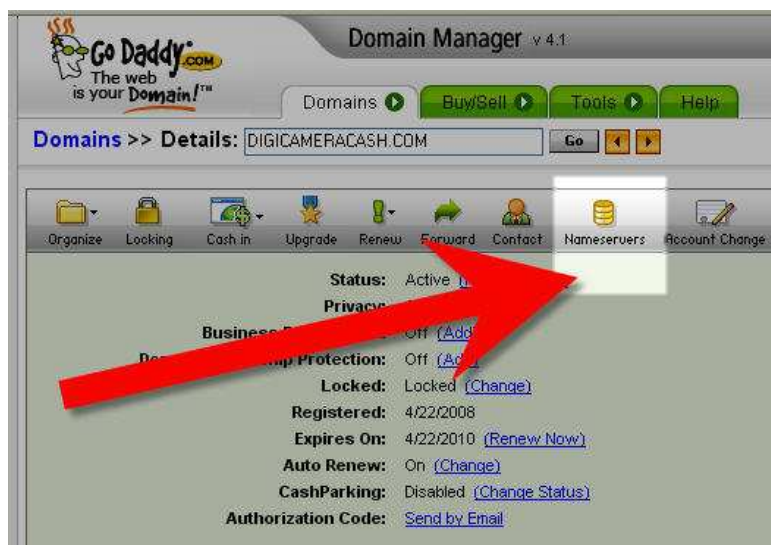 Go Daddy.COM
The web
is your Domain!™
Domain Manager v 4.1
Domains Buy/Sell Tools Help
Domains >> Details: DIGICAMERACASH.COM Go
Organize Locking Cash in Upgrade Renew Forward Contact Nameservers Account Change
Status: Active
Privacy:
Business Off (Add)
Protection: Off (Add)
Locked: Locked (Change)
Registered: 4/22/2008
Expires On: 4/22/2010 (Renew Now)
Auto Renew: On (Change)
CashParking: Disabled (Change Status)
Authorization Code: Send by Email